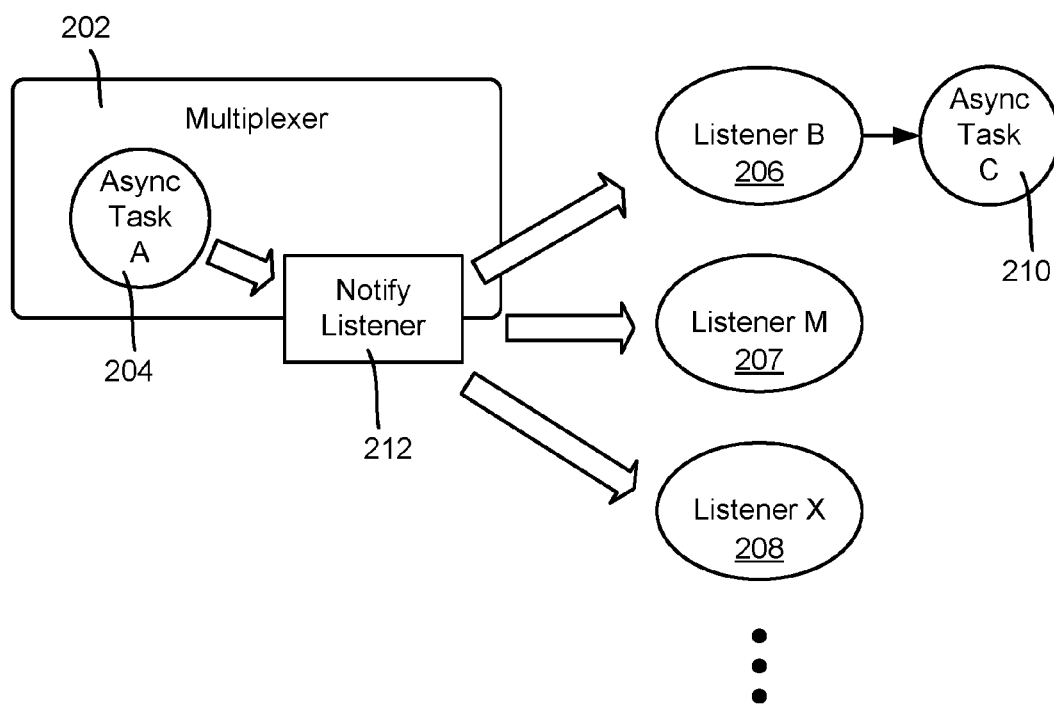 202
Multiplexer
Async
Task
A
204
Notify
Listener
212
Listener B
206
Async
Task
C
210
Listener M
207
Listener X
208